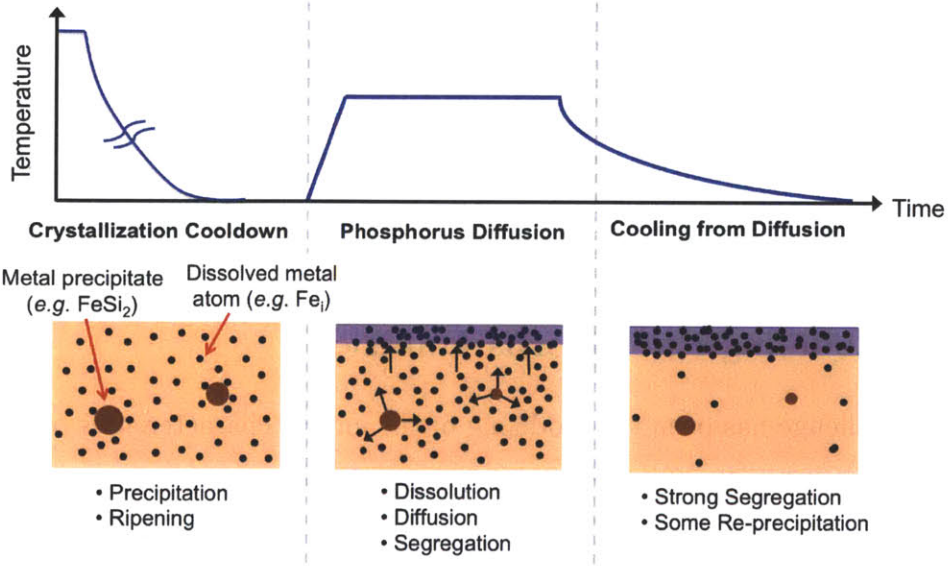 Temperature
Time
Crystallization Cooldown
Phosphorus Diffusion
Cooling from Diffusion
Metal precipitate
(e.g. FeSi₂)
Dissolved metal
atom (e.g. Feᵢ)
• Precipitation
• Ripening
• Dissolution
• Diffusion
• Segregation
• Strong Segregation
• Some Re-precipitation